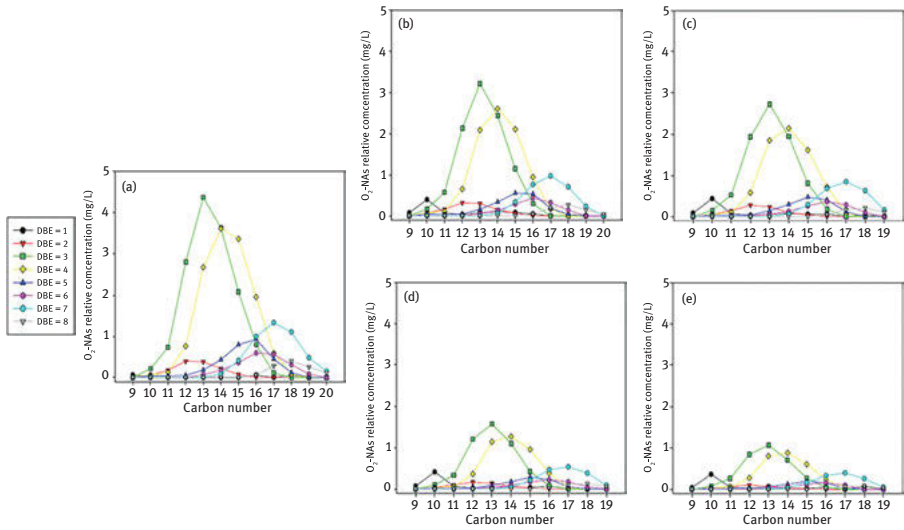 (b)
O₂-NAs relative comcentration (mg/L)
5
4
3
2
1
0
9 10 11 12 13 14 15 16 17 18 19 20
Carbon number
(c)
O₂-NAs relative comcentration (mg/L)
5
4
3
2
1
0
9 10 11 12 13 14 15 16 17 18 19
Carbon number
(a)
O₂-NAs relative comcentration (mg/L)
5
4
3
2
1
0
9 10 11 12 13 14 15 16 17 18 19 20
Carbon number
DBE = 1
DBE = 2
DBE = 3
DBE = 4
DBE = 5
DBE = 6
DBE = 7
DBE = 8
(d)
O₂-NAs relative comcentration (mg/L)
5
4
3
2
1
0
9 10 11 12 13 14 15 16 17 18 19
Carbon number
(e)
O₂-NAs relative comcentration (mg/L)
5
4
3
2
1
0
9 10 11 12 13 14 15 16 17 18 19
Carbon number